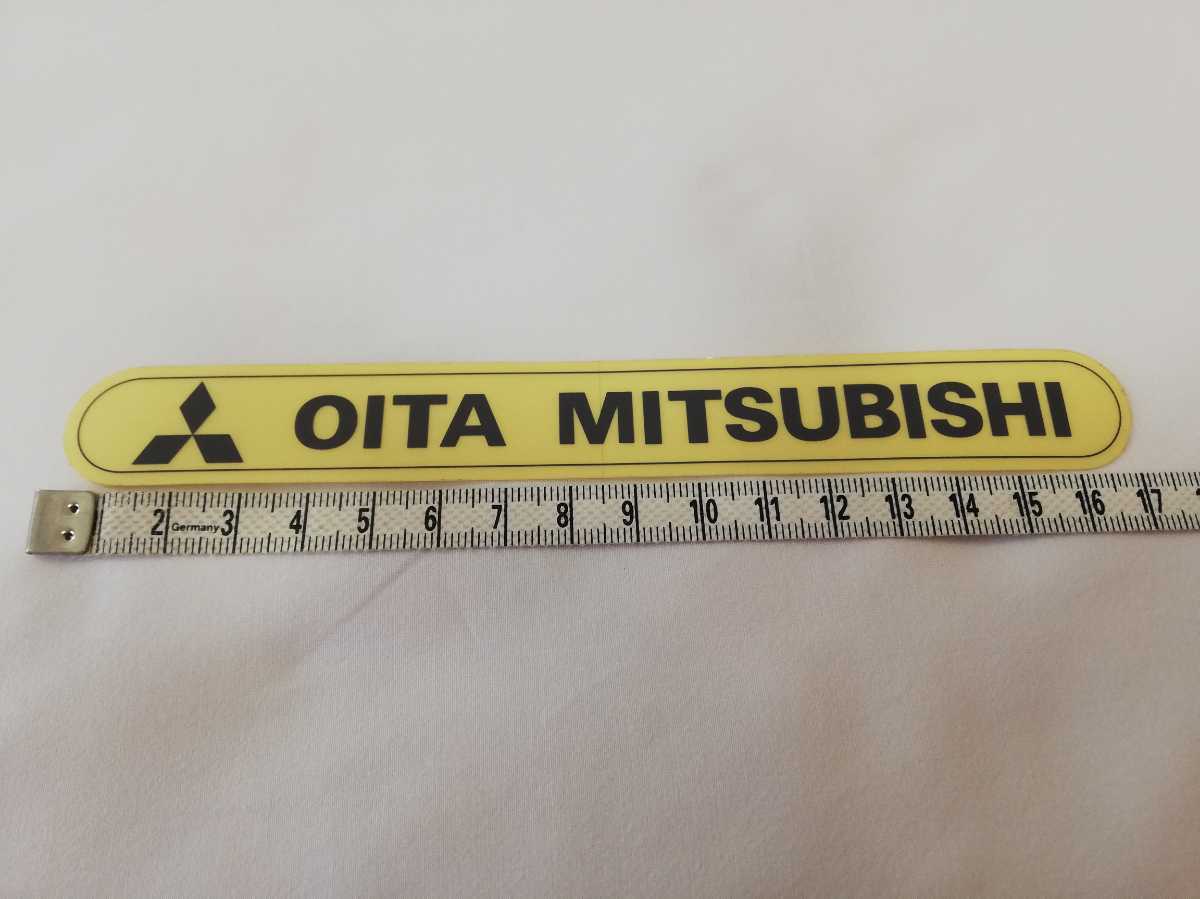 OITA MITSUBISHI
2 Germany 3 4 5 6 7 8 9 10 11 12 13 14 15 16 17